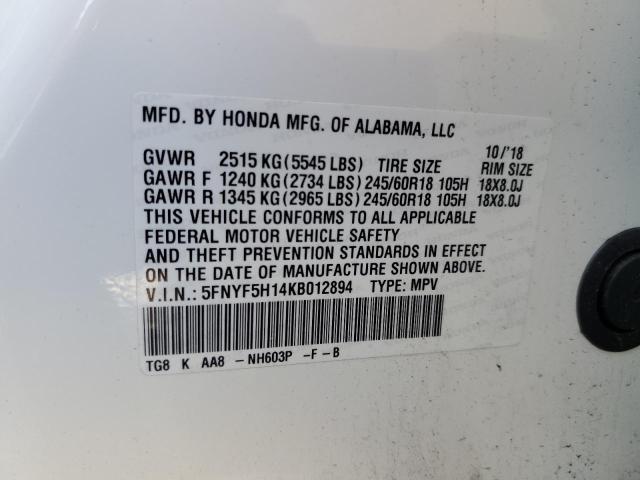 MFD. BY HONDA MFG. OF ALABAMA, LLC
10/'18
GVWR 2515 KG(5545 LBS) TIRE SIZE RIM SIZE
GAWR F 1240 KG(2734 LBS) 245/60R18 105H 18X8.0J
GAWR R 1345 KG(2965 LBS) 245/60R18 105H 18X8.0J
THIS VEHICLE CONFORMS TO ALL APPLICABLE
FEDERAL MOTOR VEHICLE SAFETY
AND THEFT PREVENTION STANDARDS IN EFFECT
ON THE DATE OF MANUFACTURE SHOWN ABOVE.
V.I.N.: 5FNYF5H14KB012894 TYPE: MPV
TG8 K AA8 -NH603P -F-B